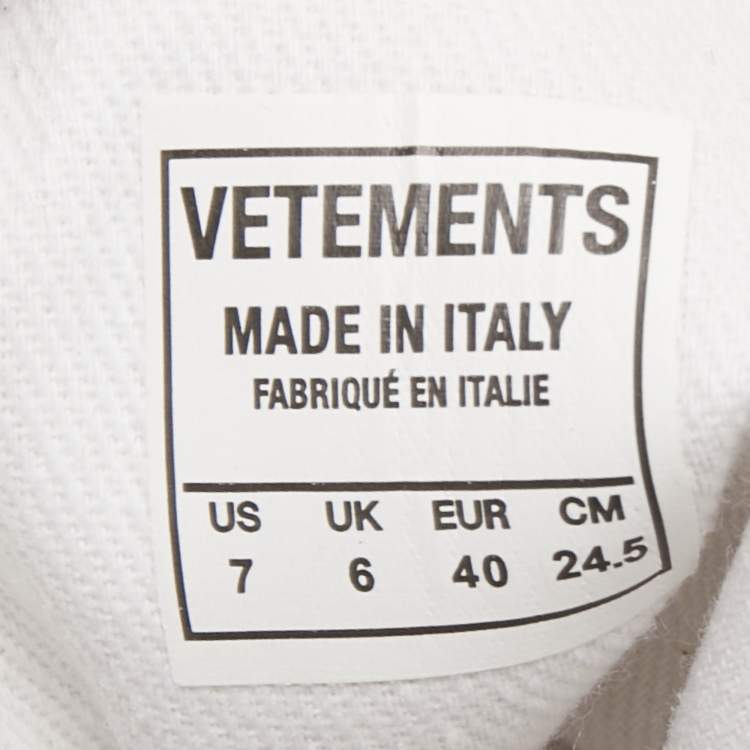 VETEMENTS
MADE IN ITALY
FABRIQUÉ EN ITALIE
US UK EUR CM
7 6 40 24.5